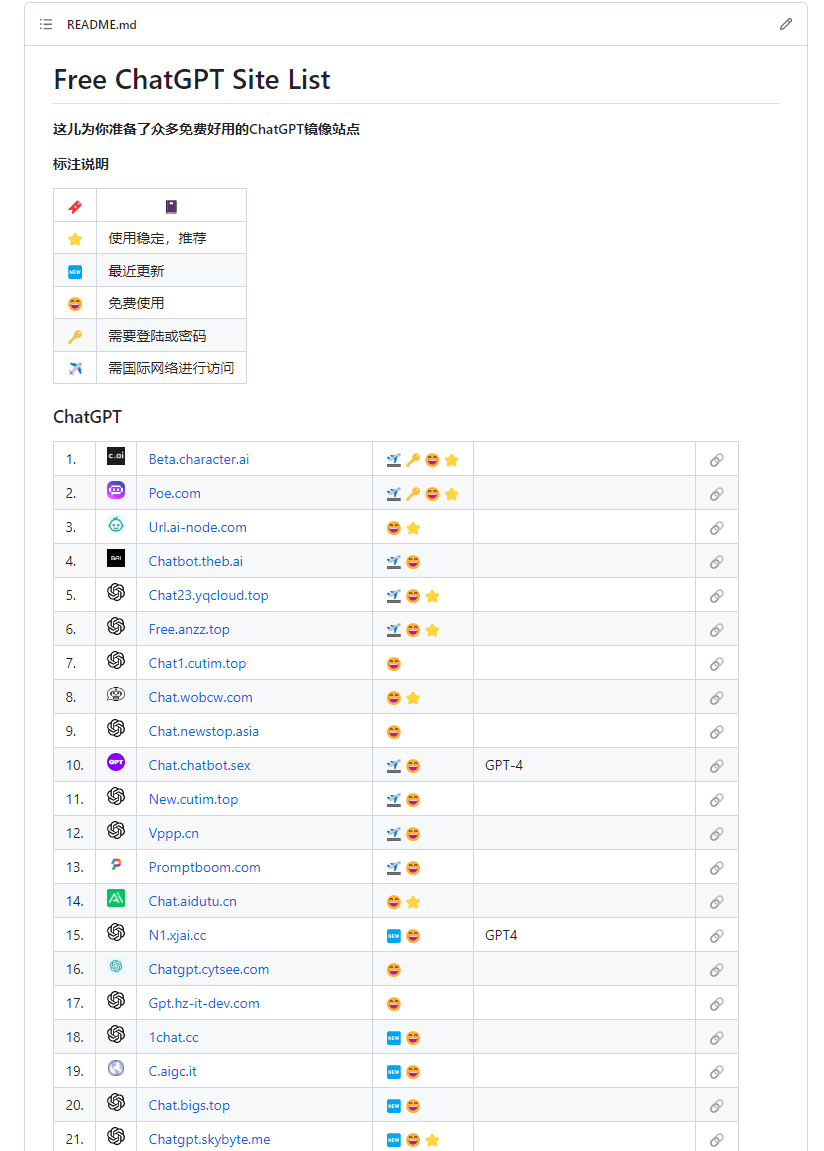 README.md
Free ChatGPT Site List
这儿为你准备了众多免费好用的ChatGPT镜像站点
标注说明
使用稳定，推荐
NEW 最近更新
免费使用
需要登陆或密码
需国际网络进行访问
ChatGPT
1. c.ai Beta.character.ai
2. Poe.com
3. Url.ai-node.com
4. BAI Chatbot.theb.ai
5. Chat23.yqcloud.top
6. Free.anzz.top
7. Chat1.cutim.top
8. Chat.wobcw.com
9. Chat.newstop.asia
10. GPT Chat.chatbot.sex GPT-4
11. New.cutim.top
12. Vppp.cn
13. Promptboom.com
14. AI Chat.aidutu.cn
15. N1.xjai.cc NEW GPT4
16. Chatgpt.cytsee.com
17. Gpt.hz-it-dev.com
18. 1chat.cc NEW
19. C.aigc.it NEW
20. Chat.bigs.top NEW
21. Chatgpt.skybyte.me NEW